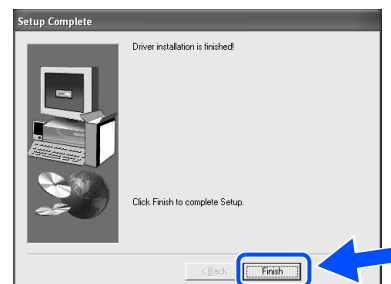 Setup Complete
Driver installation is finished!
Click Finish to complete Setup.
< Back
Finish